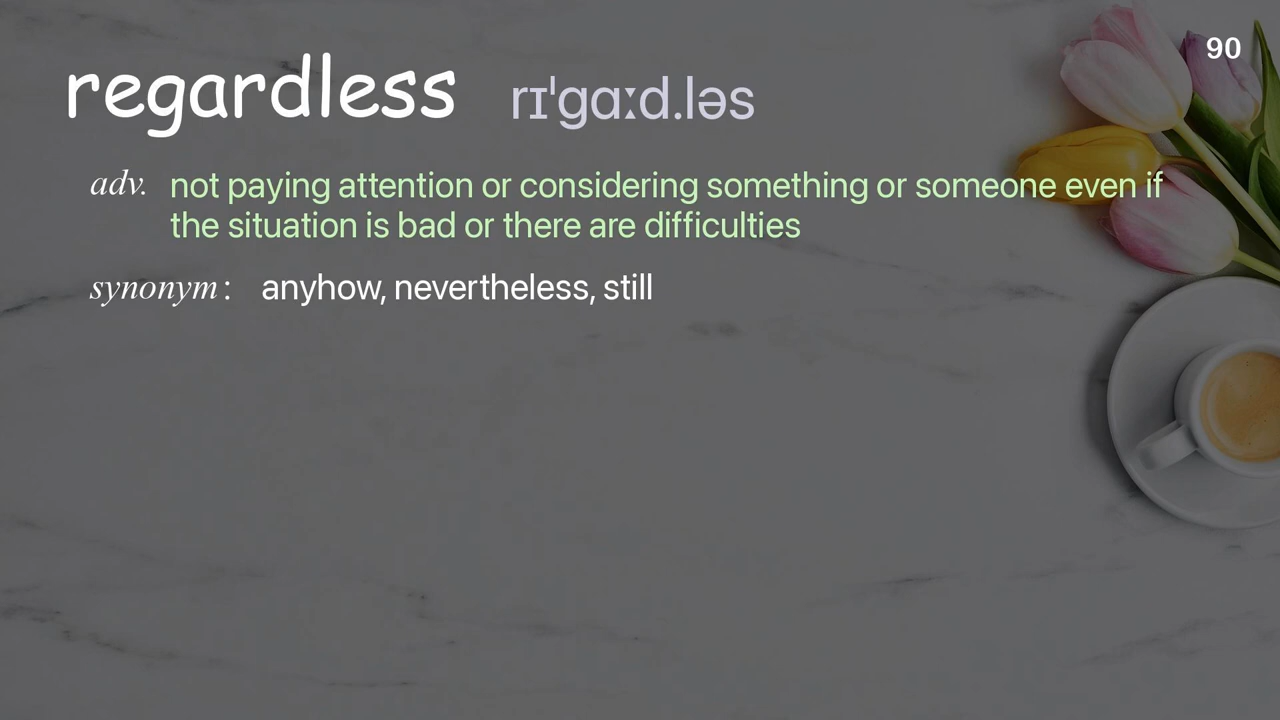 90
regardless rɪˈɡɑːd.ləs
adv. not paying attention or considering something or someone even if
the situation is bad or there are difficulties
synonym : anyhow, nevertheless, still